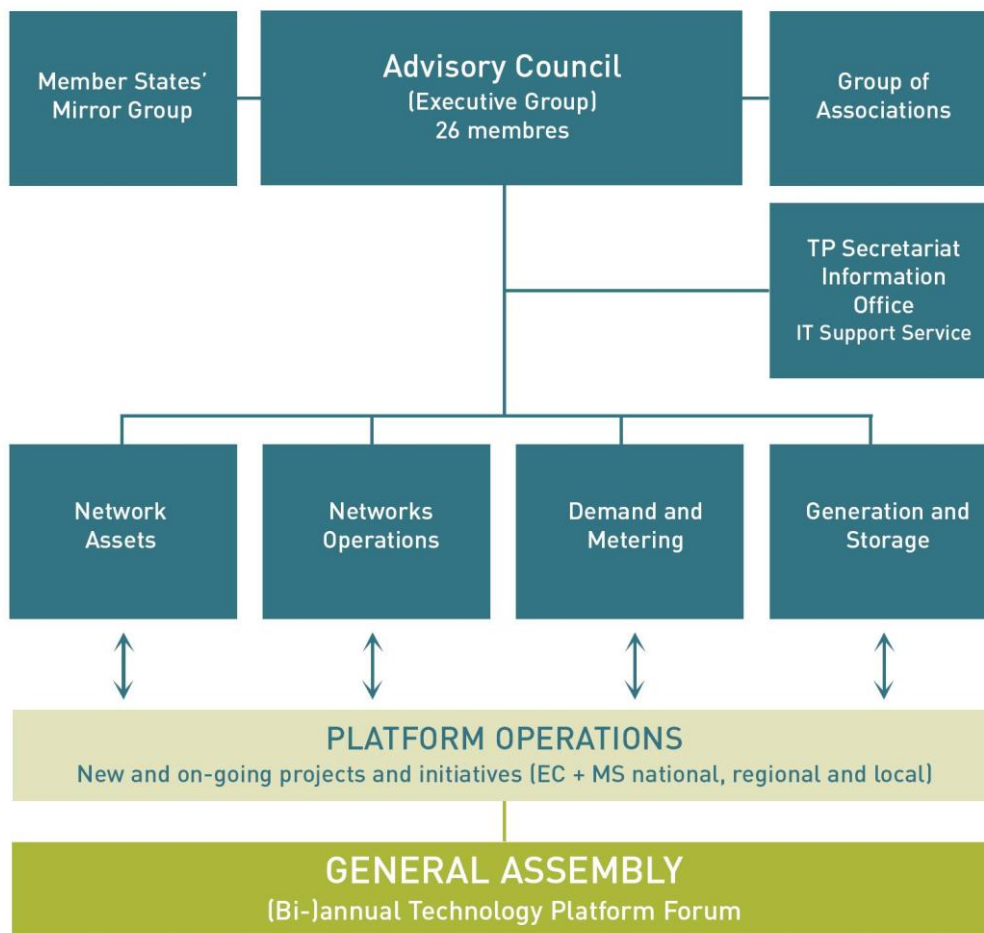 Member States’
Mirror Group
Advisory Council
(Executive Group)
26 membres
Group of
Associations
TP Secretariat
Information
Office
IT Support Service
Network
Assets
Networks
Operations
Demand and
Metering
Generation and
Storage
PLATFORM OPERATIONS
New and on-going projects and initiatives (EC + MS national, regional and local)
GENERAL ASSEMBLY
(Bi-)annual Technology Platform Forum